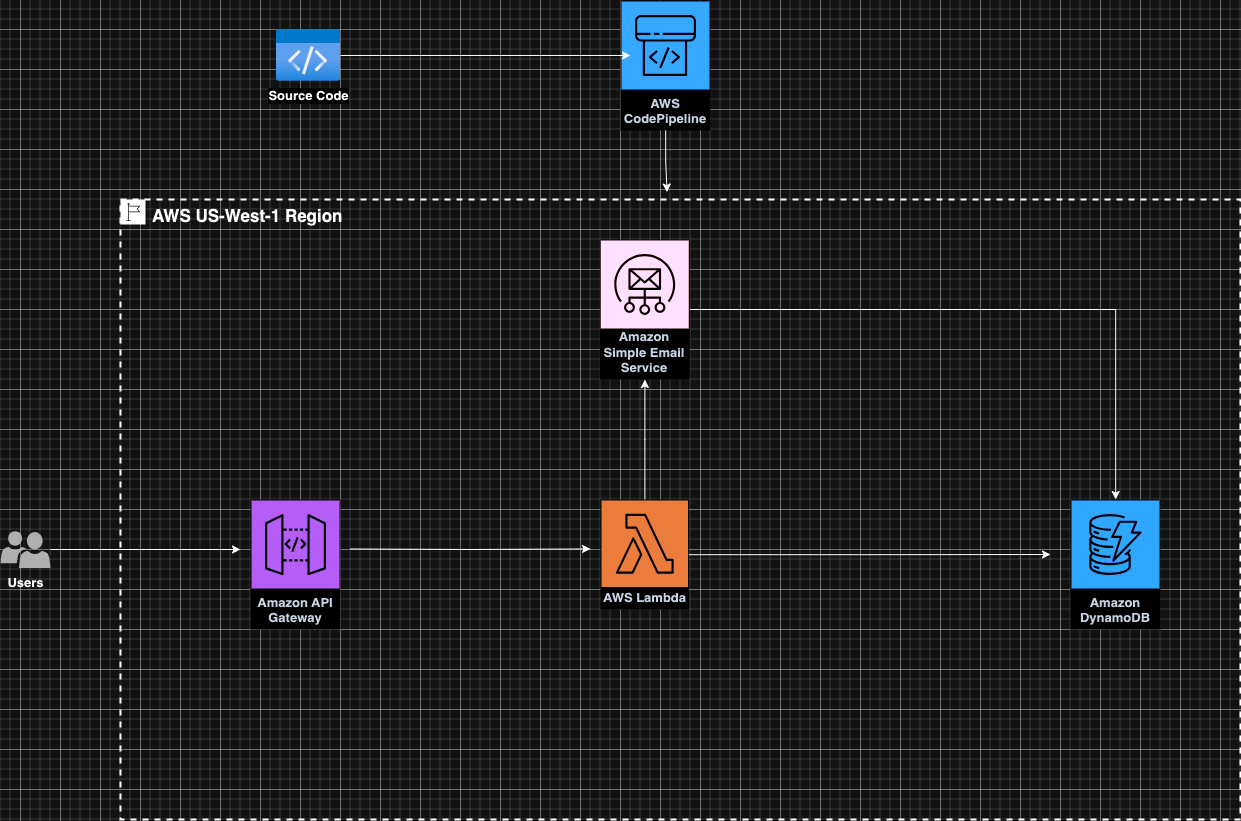 Source Code
AWS
CodePipeline
AWS US-West-1 Region
Amazon
Simple Email
Service
Users
Amazon API
Gateway
AWS Lambda
Amazon
DynamoDB